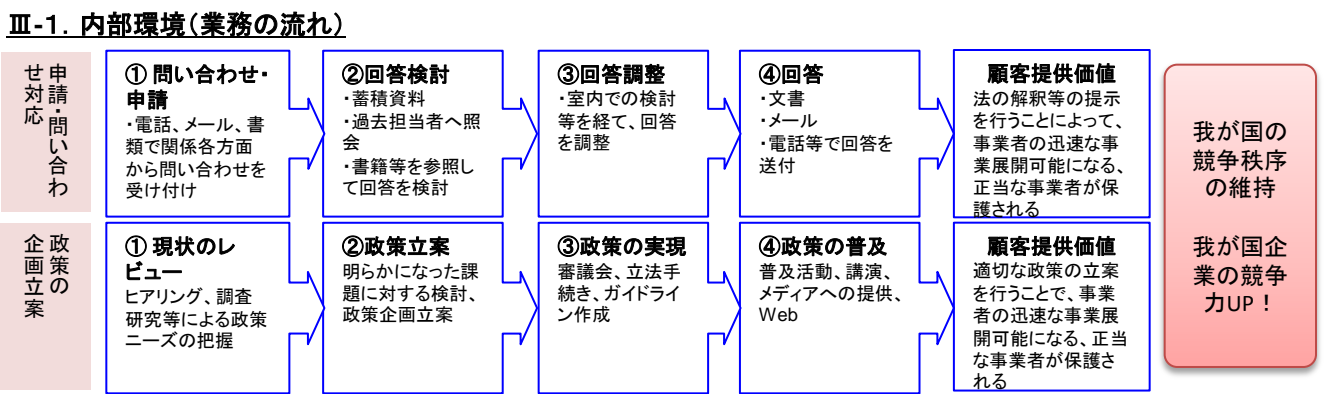 Ⅲ-1．内部環境（業務の流れ）
申請・問い合わ
せ対応
① 問い合わせ・
申請
・電話、メール、書
類で関係各方面
から問い合わせを
受け付け
②回答検討
・蓄積資料
・過去担当者へ照
会
・書籍等を参照し
て回答を検討
③回答調整
・室内での検討
等を経て、回答
を調整
④回答
・文書
・メール
・電話等で回答を
送付
顧客提供価値
法の解釈等の提示
を行うことによって、
事業者の迅速な事
業展開可能になる、
正当な事業者が保
護される
政策の
企画立案
① 現状のレ
ビュー
ヒアリング、調査
研究等による政策
ニーズの把握
②政策立案
明らかになった課
題に対する検討、
政策企画立案
③政策の実現
審議会、立法手
続き、ガイドライ
ン作成
④政策の普及
普及活動、講演、
メディアへの提供、
Web
顧客提供価値
適切な政策の立案
を行うことで、事業
者の迅速な事業展
開可能になる、正当
な事業者が保護さ
れる
我が国の
競争秩序
の維持
我が国企
業の競争
力UP！